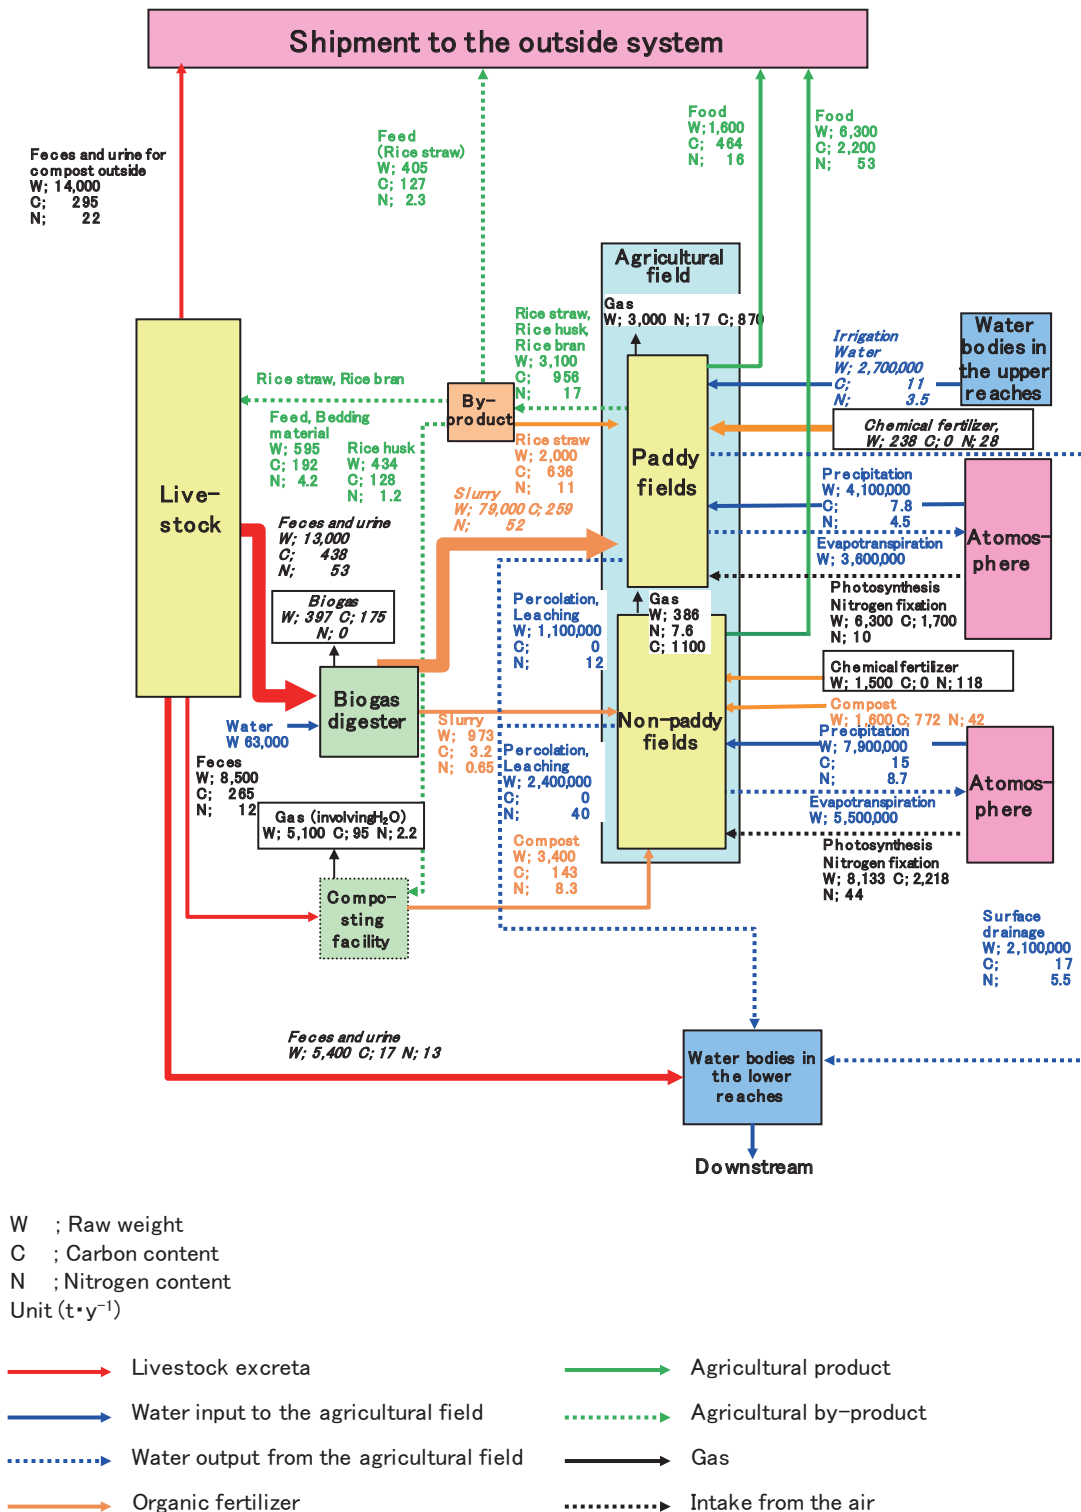 Shipment to the outside system
Feces and urine for
compost outside
W; 14,000
C; 295
N; 22
Feed
(Rice straw)
W; 405
C; 127
N; 2.3
Food
W; 1,600
C; 464
N; 16
Food
W; 6,300
C; 2,200
N; 53
Agricultural
field
Gas
W; 3,000 N; 17 C; 870
Rice straw,
Rice husk,
Rice bran
W; 3,100
C; 956
N; 17
Irrigation
Water
W; 2,700,000
C; 11
N; 3.5
Water
bodies in
the upper
reaches
Rice straw, Rice bran
By-
product
Feed, Bedding
material
W; 595
C; 192
N; 4.2
Rice husk
W; 434
C; 128
N; 1.2
Rice straw
W; 2,000
C; 636
N; 11
Chemical fertilizer,
W; 238 C; 0 N; 28
Paddy
fields
Live-
stock
Slurry
W; 79,000 C; 259
N; 52
Precipitation
W; 4,100,000
C; 7.8
N; 4.5
Evapotranspiration
W; 3,600,000
Atomos-
phere
Feces and urine
W; 13,000
C; 438
N; 53
Photosynthesis
Nitrogen fixation
W; 6,300 C; 1,700
N; 10
Biogas
W; 397 C; 175
N; 0
Percolation,
Leaching
W; 1,100,000
C; 0
N; 12
Gas
W; 386
N; 7.6
C; 1100
Chemical fertilizer
W; 1,500 C; 0 N; 118
Biogas
digester
Water
W 63,000
Slurry
W; 973
C; 3.2
N; 0.65
Non-paddy
fields
Compost
W; 1,600 C; 772 N; 42
Precipitation
W; 7,900,000
C; 15
N; 8.7
Evapotranspiration
W; 5,500,000
Atomos-
phere
Feces
W; 8,500
C; 265
N; 12
Percolation,
Leaching
W; 2,400,000
C; 0
N; 40
Gas (involvingH₂O)
W; 5,100 C; 95 N; 2.2
Compost
W; 3,400
C; 143
N; 8.3
Photosynthesis
Nitrogen fixation
W; 8,133 C; 2,218
N; 44
Compo-
sting
facility
Surface
drainage
W; 2,100,000
C; 17
N; 5.5
Feces and urine
W; 5,400 C; 17 N; 13
Water bodies in
the lower
reaches
Downstream
W ; Raw weight
C ; Carbon content
N ; Nitrogen content
Unit (t・y⁻¹)
Livestock excreta
Agricultural product
Water input to the agricultural field
Agricultural by-product
Water output from the agricultural field
Gas
Organic fertilizer
Intake from the air